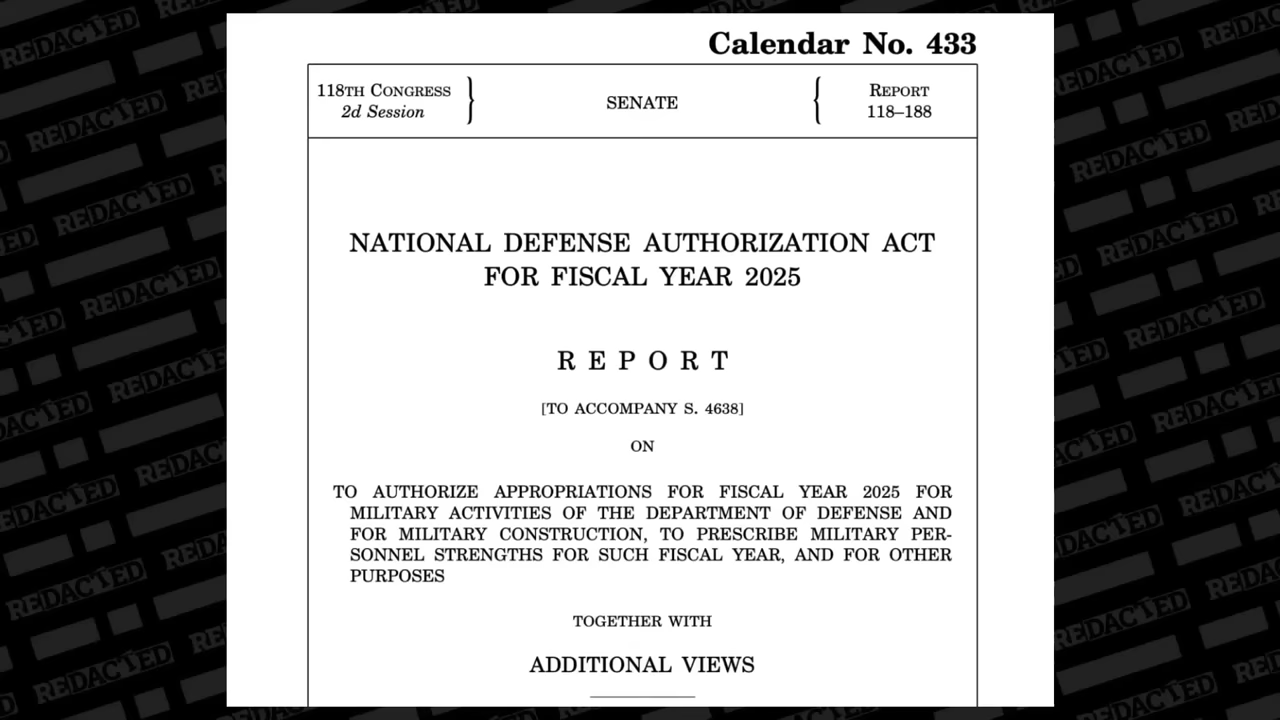 Calendar No. 433
118TH CONGRESS
2d Session
SENATE
REPORT
118–188
NATIONAL DEFENSE AUTHORIZATION ACT
FOR FISCAL YEAR 2025
REPORT
[TO ACCOMPANY S. 4638]
ON
TO AUTHORIZE APPROPRIATIONS FOR FISCAL YEAR 2025 FOR
MILITARY ACTIVITIES OF THE DEPARTMENT OF DEFENSE AND
FOR MILITARY CONSTRUCTION, TO PRESCRIBE MILITARY PER-
SONNEL STRENGTHS FOR SUCH FISCAL YEAR, AND FOR OTHER
PURPOSES
TOGETHER WITH
ADDITIONAL VIEWS
REDACTED